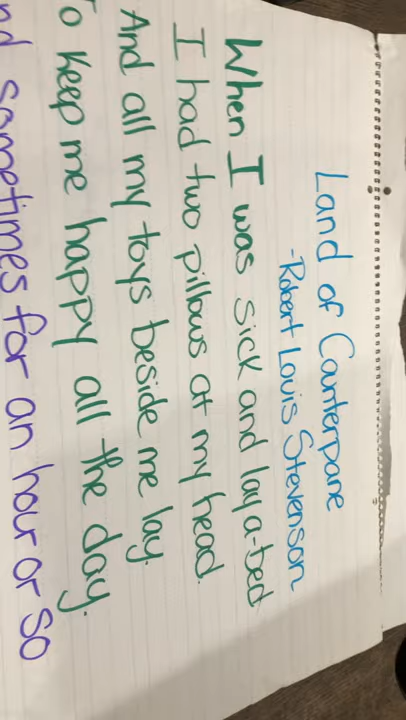 Land of Counterpane
-Robert Louis Stevenson
When I was sick and lay a-bed
I had two pillows at my head.
And all my toys beside me lay.
To keep me happy all the day.
nd sometimes for an hour or so